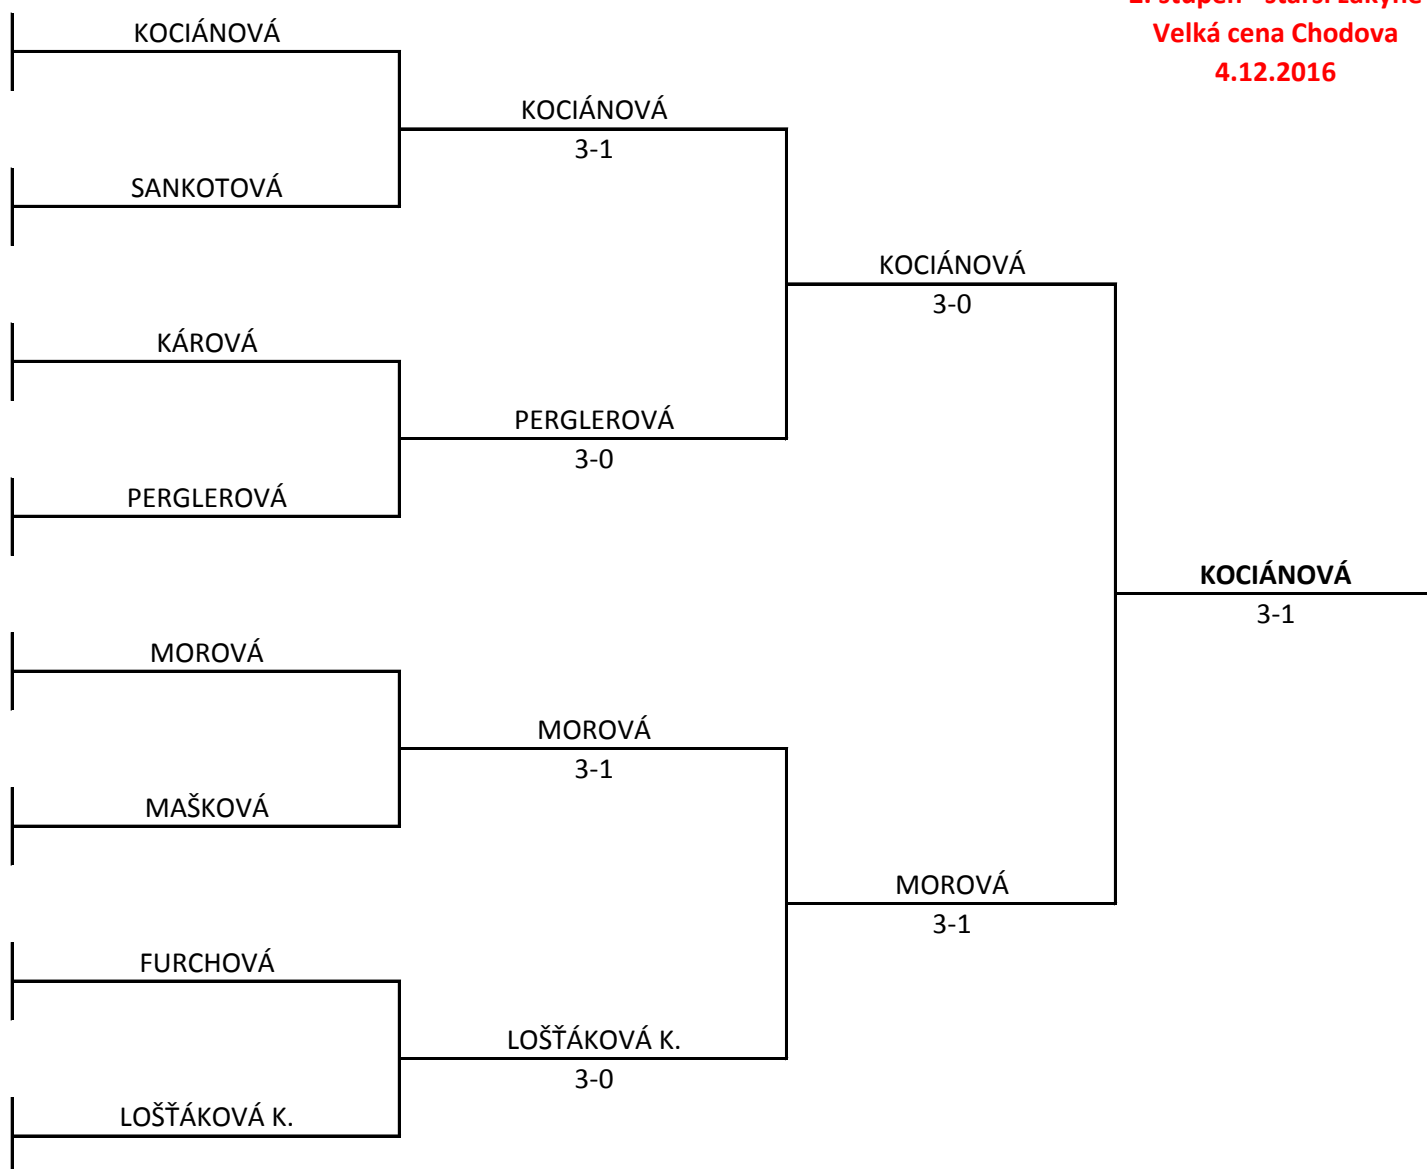 Velká cena Chodova
4.12.2016
KOCIÁNOVÁ
KOCIÁNOVÁ
3-1
SANKOTOVÁ
KOCIÁNOVÁ
3-0
KÁROVÁ
PERGLEROVÁ
3-0
PERGLEROVÁ
KOCIÁNOVÁ
3-1
MOROVÁ
MOROVÁ
3-1
MAŠKOVÁ
MOROVÁ
3-1
FURCHOVÁ
LOŠŤÁKOVÁ K.
3-0
LOŠŤÁKOVÁ K.